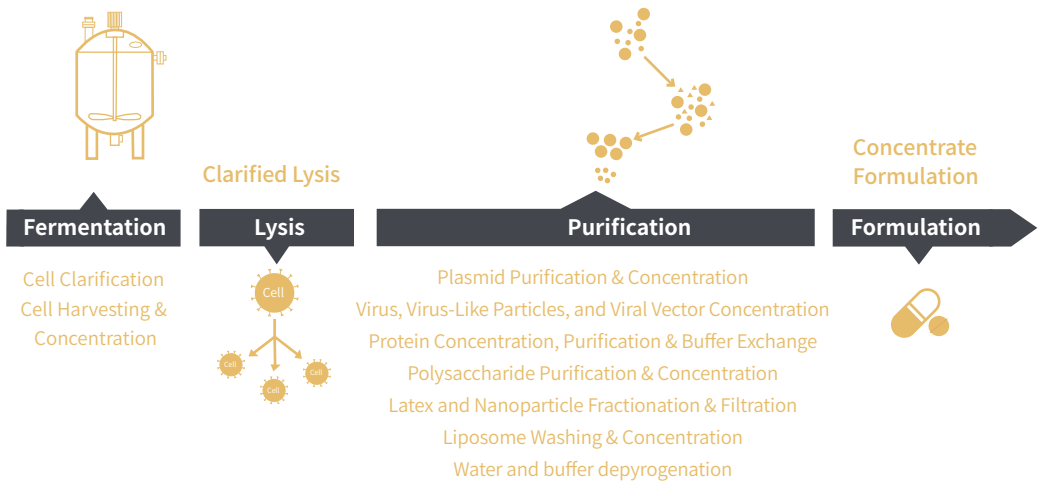 Clarified Lysis
Concentrate
Formulation
Fermentation
Lysis
Purification
Formulation
Cell Clarification
Cell Harvesting &
Concentration
Cell
Cell
Cell
Cell
Plasmid Purification & Concentration
Virus, Virus-Like Particles, and Viral Vector Concentration
Protein Concentration, Purification & Buffer Exchange
Polysaccharide Purification & Concentration
Latex and Nanoparticle Fractionation & Filtration
Liposome Washing & Concentration
Water and buffer depyrogenation